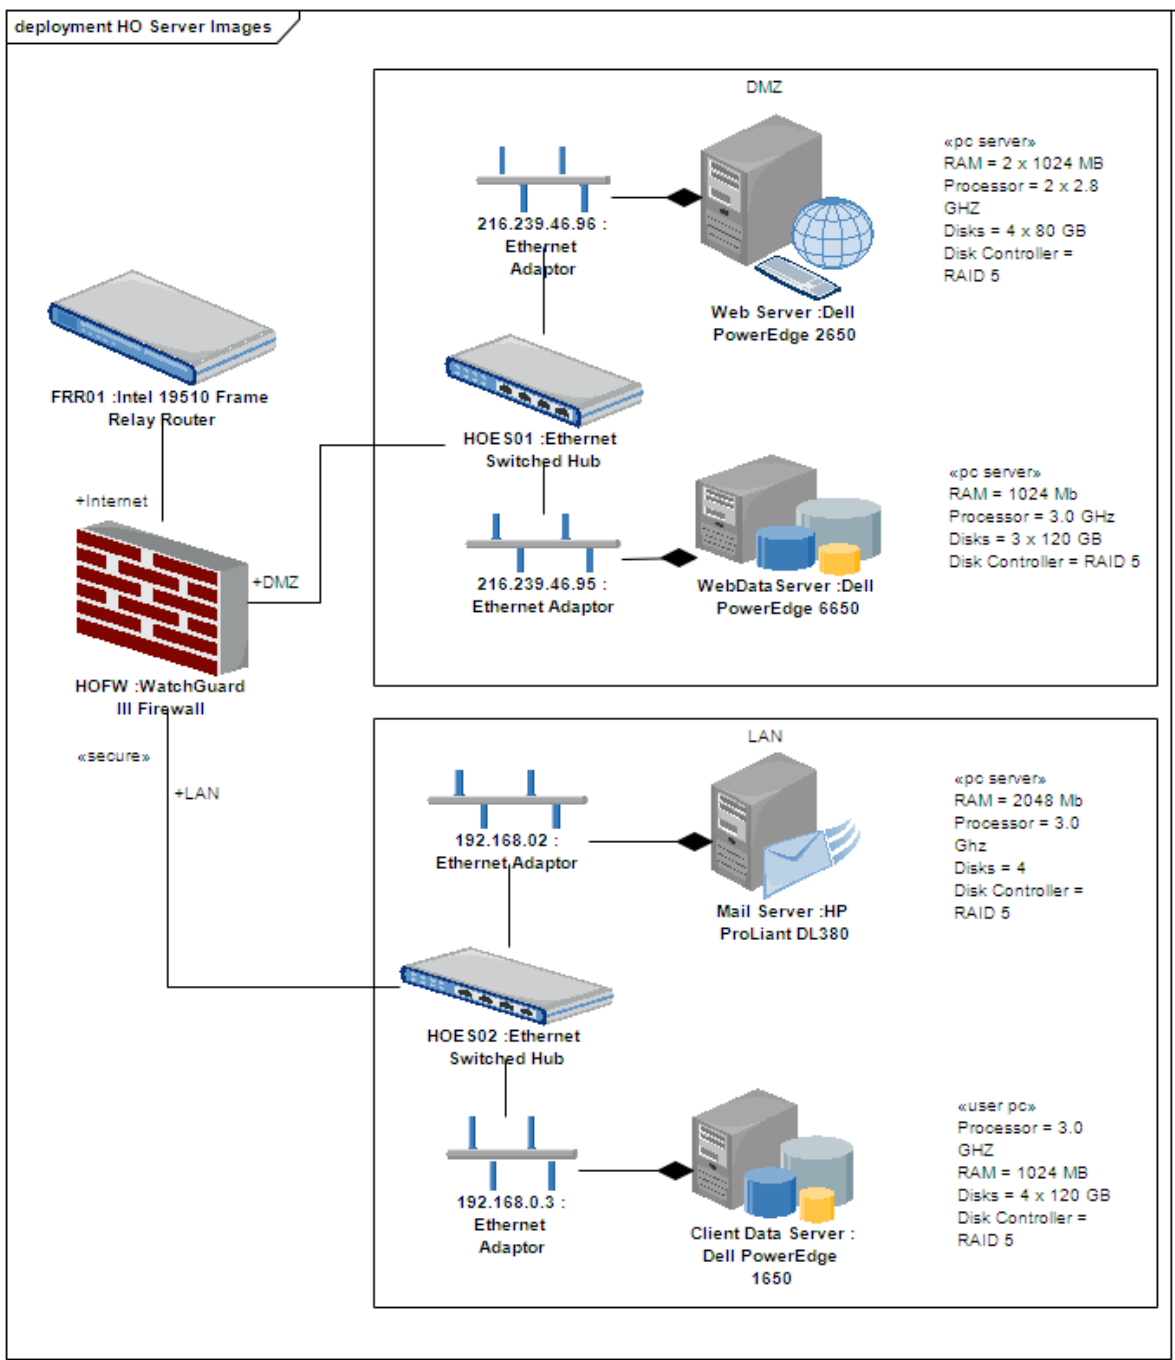 deployment HO Server Images
DMZ
216.239.46.96 :
Ethernet
Adaptor
Web Server :Dell
PowerEdge 2650
«pc server»
RAM = 2 x 1024 MB
Processor = 2 x 2.8
GHZ
Disks = 4 x 80 GB
Disk Controller =
RAID 5
FRR01 :Intel 19510 Frame
Relay Router
HOES01 :Ethernet
Switched Hub
+Internet
+DMZ
HOFW :WatchGuard
III Firewall
216.239.46.95 :
Ethernet Adaptor
WebDataServer :Dell
PowerEdge 6650
«pc server»
RAM = 1024 Mb
Processor = 3.0 GHz
Disks = 3 x 120 GB
Disk Controller = RAID 5
«secure»
+LAN
LAN
192.168.02 :
Ethernet Adaptor
Mail Server :HP
ProLiant DL380
«pc server»
RAM = 2048 Mb
Processor = 3.0
Ghz
Disks = 4
Disk Controller =
RAID 5
HOES02 :Ethernet
Switched Hub
192.168.0.3 :
Ethernet
Adaptor
Client Data Server :
Dell PowerEdge
1650
«user pc»
Processor = 3.0
GHZ
RAM = 1024 MB
Disks = 4 x 120 GB
Disk Controller =
RAID 5